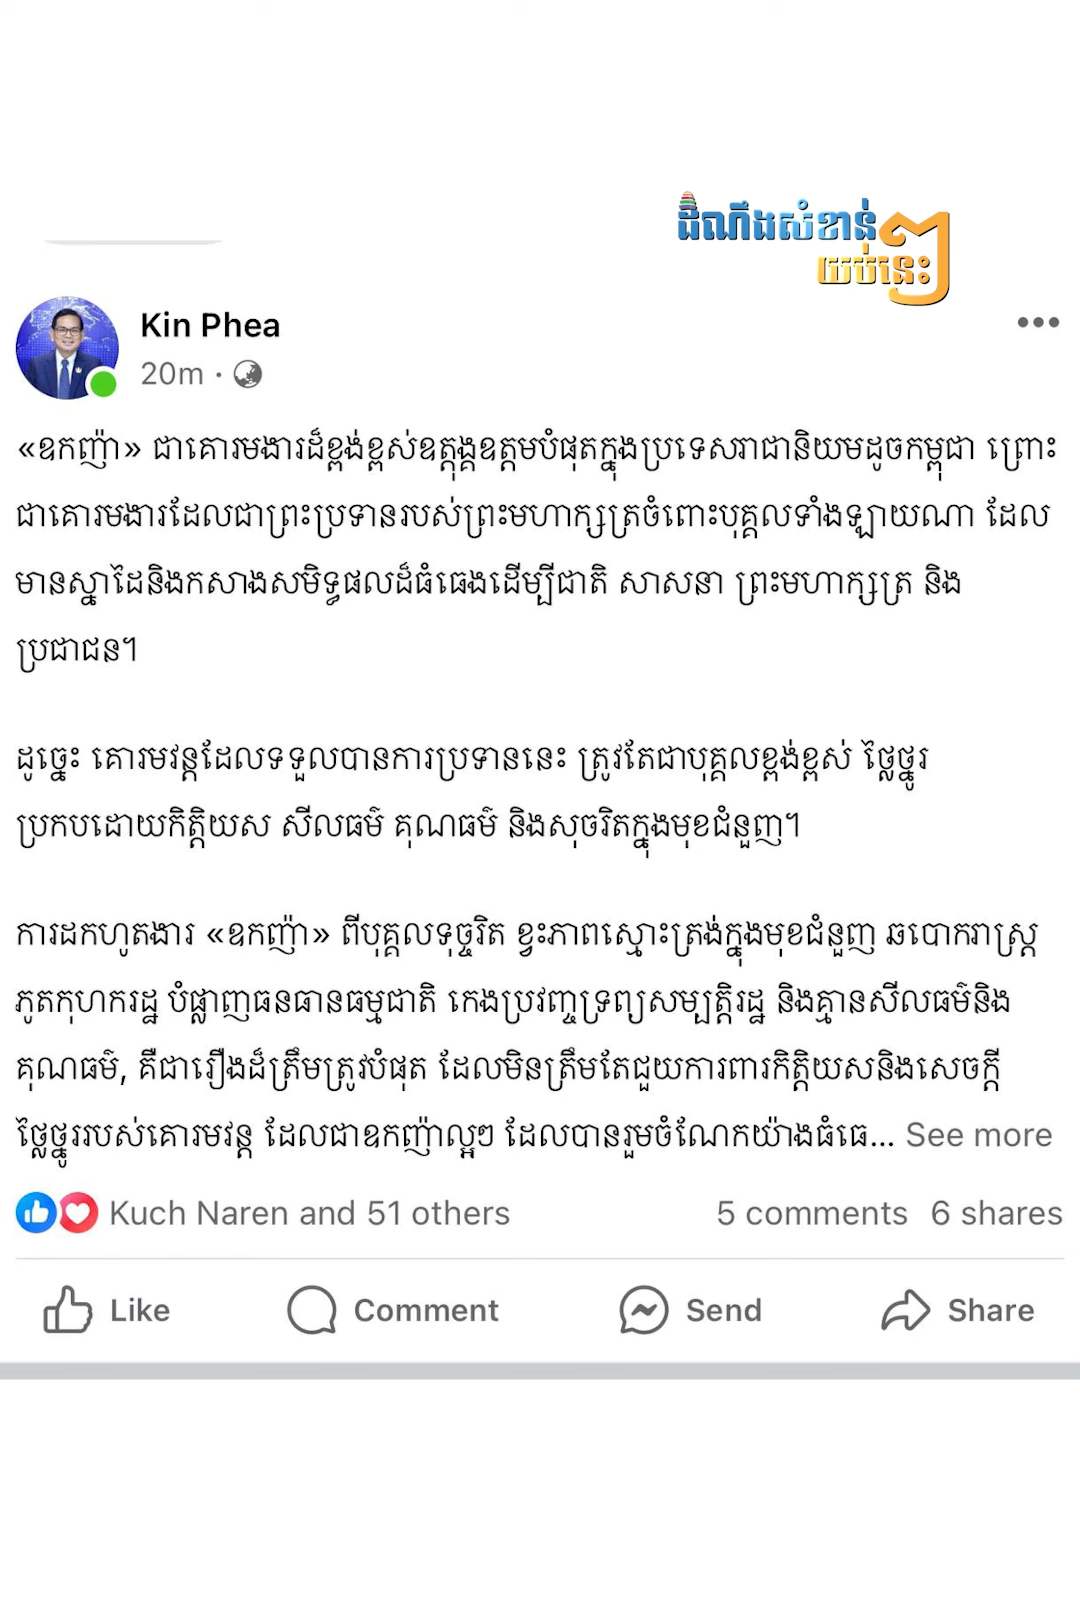 ដំណឹងសំខាន់ៗ
យប់នេះ
Kin Phea
20m ·
«ឧកញ៉ា» ជាគោរមងារដ៏ខ្ពង់ខ្ពស់ឧត្តុង្គឧត្តមបំផុតក្នុងប្រទេសរាជានិយមដូចកម្ពុជា ព្រោះ
ជាគោរមងារដែលជាព្រះប្រទានរបស់ព្រះមហាក្សត្រចំពោះបុគ្គលទាំងឡាយណា ដែល
មានស្នាដៃនិងកសាងសមិទ្ធផលដ៏ធំធេងដើម្បីជាតិ សាសនា ព្រះមហាក្សត្រ និង
ប្រជាជន។
ដូច្នេះ គោរមវន្តដែលទទួលបានការប្រទាននេះ ត្រូវតែជាបុគ្គលខ្ពង់ខ្ពស់ ថ្លៃថ្នូរ
ប្រកបដោយកិត្តិយស សីលធម៌ គុណធម៌ និងសុចរិតក្នុងមុខជំនួញ។
ការដកហូតងារ «ឧកញ៉ា» ពីបុគ្គលទុច្ចរិត ខ្វះភាពស្មោះត្រង់ក្នុងមុខជំនួញ ឆបោករាស្ត្រ
ភូតកុហករដ្ឋ បំផ្លាញធនធានធម្មជាតិ កេងប្រវញ្ចទ្រព្យសម្បត្តិរដ្ឋ និងគ្មានសីលធម៌និង
គុណធម៌, គឺជារឿងដ៏ត្រឹមត្រូវបំផុត ដែលមិនត្រឹមតែជួយការពារកិត្តិយសនិងសេចក្តី
ថ្លៃថ្នូររបស់គោរមវន្ត ដែលជាឧកញ៉ាល្អៗ ដែលបានរួមចំណែកយ៉ាងធំធេ... See more
Kuch Naren and 51 others 5 comments 6 shares
Like Comment Send Share